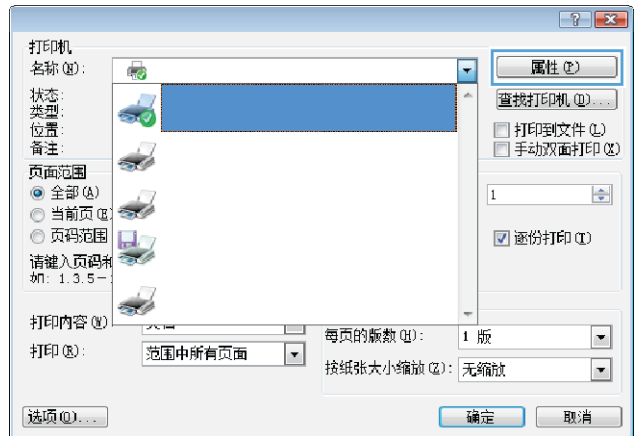 打印机
名称(N):
属性(P)
状态:
查找打印机(D)...
类型:
位置:
打印到文件(L)
备注:
手动双面打印(X)
页面范围
全部(A)
1
当前页(E)
页码范围
逐份打印(T)
请键入页码和
如: 1.3.5-
打印内容(W)
每页的版数(H):
1 版
打印(R):
范围中所有页面
按纸张大小缩放(Z):
无缩放
选项(O)...
确定
取消